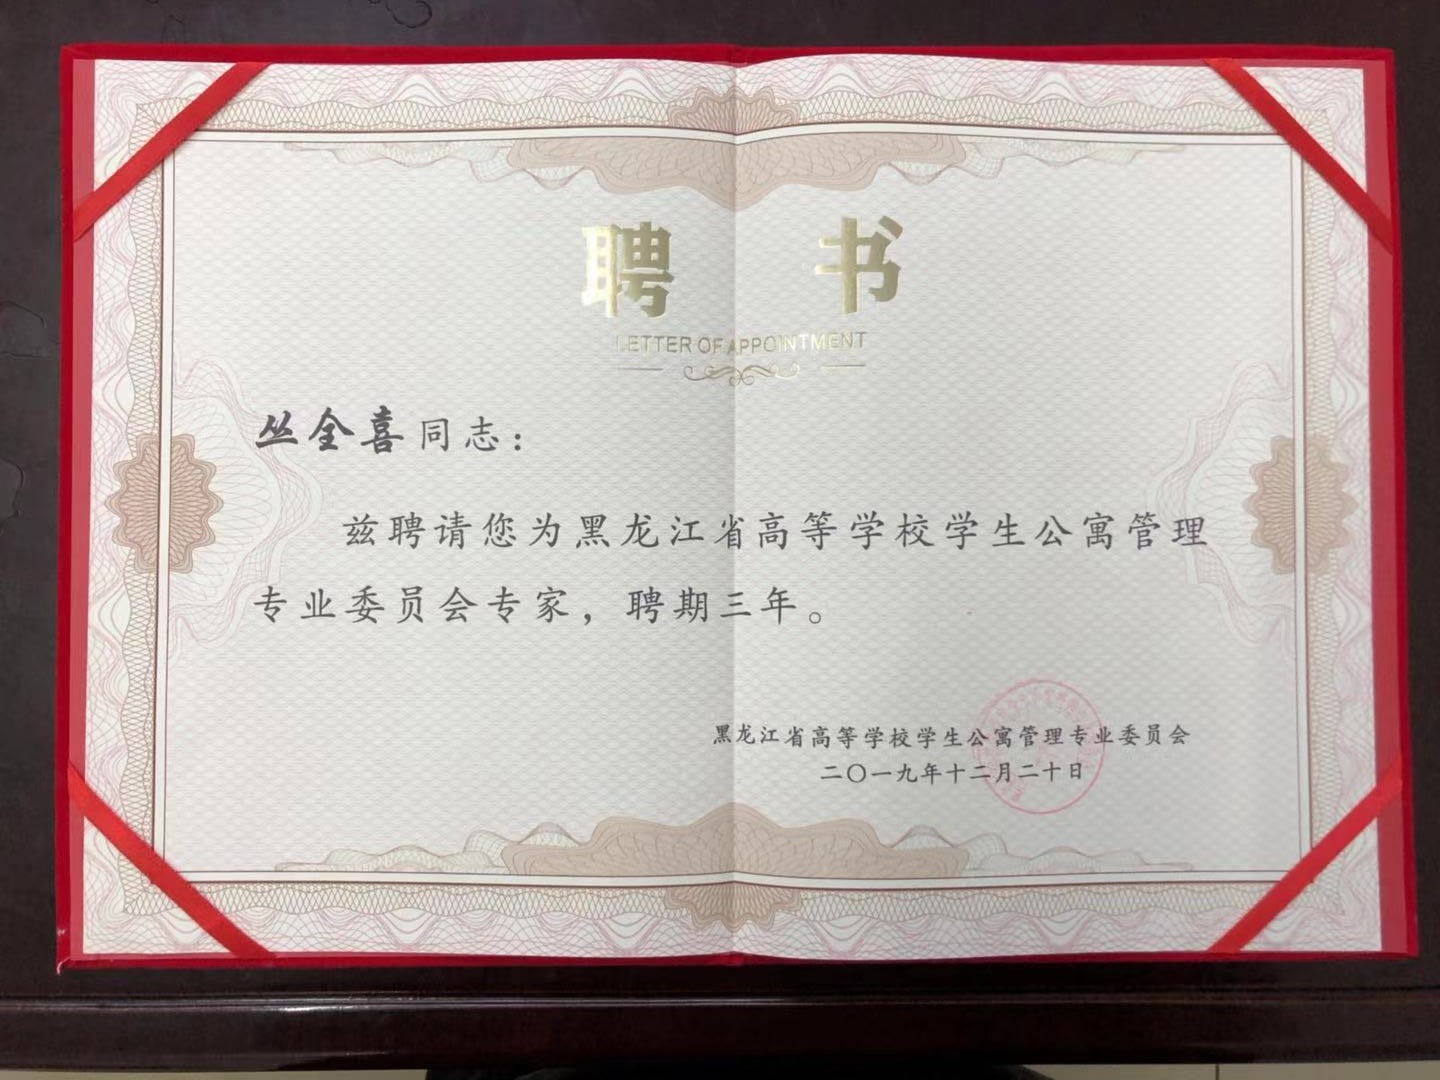 聘书
LETTER OF APPOINTMENT
丛全喜同志：
兹聘请您为黑龙江省高等学校学生公寓管理
专业委员会专家，聘期三年。
黑龙江省高等学校学生公寓管理专业委员会
二〇一九年十二月二十日